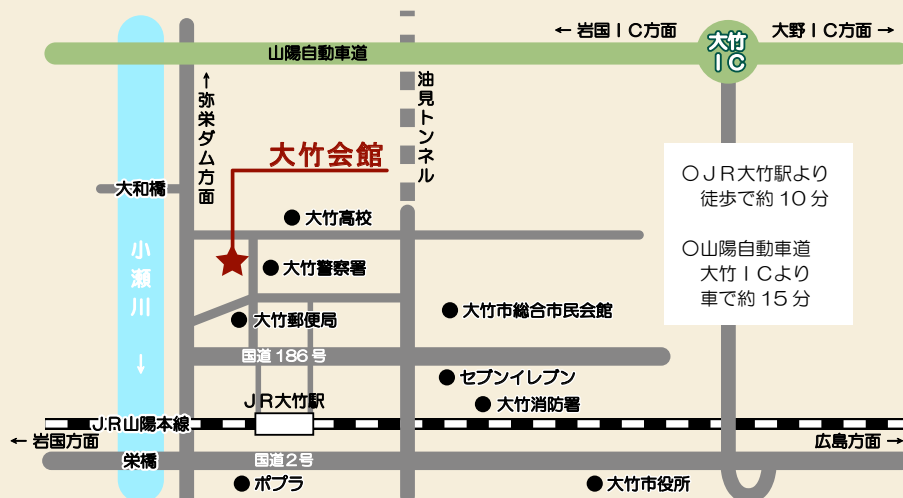 ← 岩国ＩＣ方面
大野ＩＣ方面 →
大竹
ＩＣ
山陽自動車道
←弥栄ダム方面
油見トンネル
大竹会館
大和橋
○ＪＲ大竹駅より
徒歩で約10分
○山陽自動車道
大竹ＩＣより
車で約15分
●大竹高校
小瀬川
↓
●大竹警察署
●大竹市総合市民会館
●大竹郵便局
国道186号
●セブンイレブン
ＪＲ大竹駅
●大竹消防署
ＪＲ山陽本線
← 岩国方面
広島方面 →
栄橋
国道2号
●ポプラ
●大竹市役所